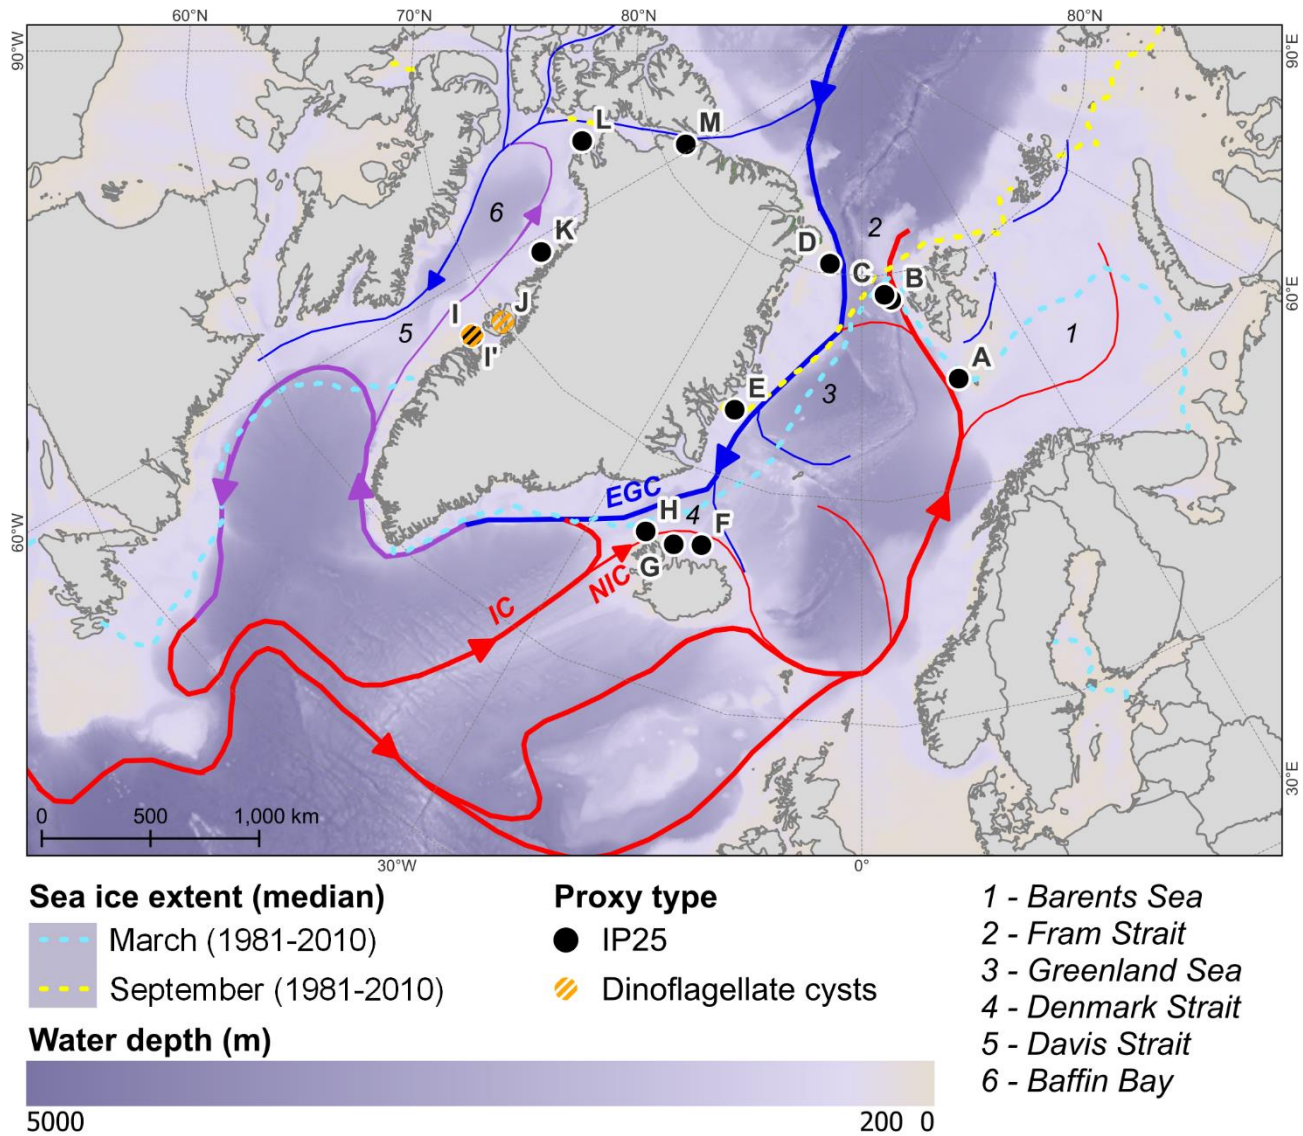 60°N 70°N 80°N 80°N
90°W
90°E
L
M
6
2
K
D
C
B
60°E
I
J
5
I'
1
A
3
E
EGC
H
4
F
60°W
G
NIC
IC
30°E
0 500 1,000 km
30°W 0°
Sea ice extent (median)
March (1981-2010)
September (1981-2010)
Proxy type
IP25
Dinoflagellate cysts
1 - Barents Sea
2 - Fram Strait
3 - Greenland Sea
4 - Denmark Strait
5 - Davis Strait
6 - Baffin Bay
Water depth (m)
5000 200 0